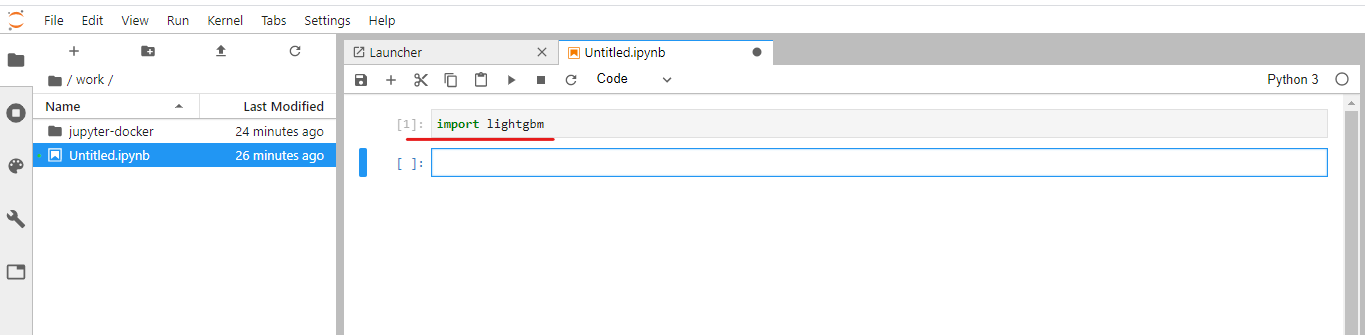 File Edit View Run Kernel Tabs Settings Help
/ work /
Name Last Modified
jupyter-docker 24 minutes ago
Untitled.ipynb 26 minutes ago
Launcher Untitled.ipynb
Code Python 3
[1]: import lightgbm
[ ]: